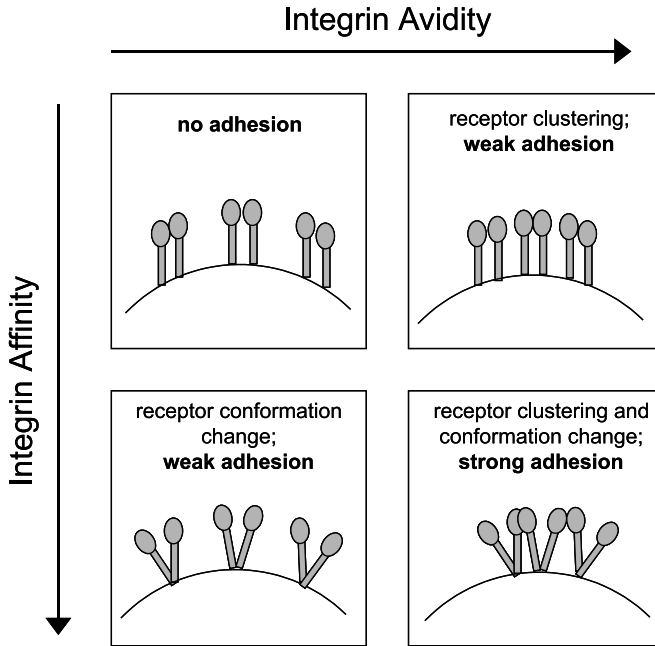 Integrin Avidity
Integrin Affinity
no adhesion
receptor clustering;
weak adhesion
receptor conformation
change;
weak adhesion
receptor clustering and
conformation change;
strong adhesion